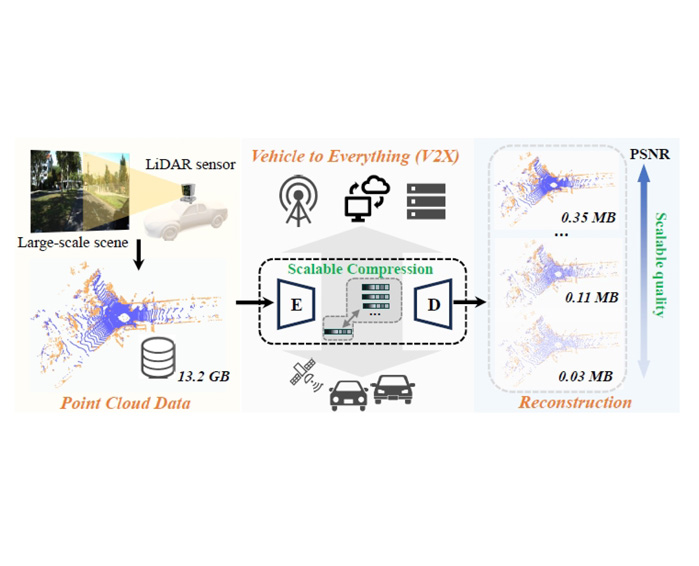 LiDAR sensor
Large-scale scene
13.2 GB
Point Cloud Data
Vehicle to Everything (V2X)
Scalable Compression
E
...
D
PSNR
0.35 MB
...
0.11 MB
0.03 MB
Scalable quality
Reconstruction